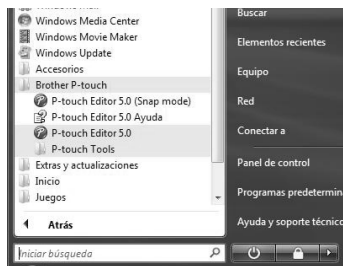 Windows Media Center
Windows Movie Maker
Windows Update
Accesorios
Brother P-touch
P-touch Editor 5.0 (Snap mode)
P-touch Editor 5.0 Ayuda
P-touch Editor 5.0
P-touch Tools
Extras y actualizaciones
Inicio
Juegos
Atrás
Iniciar búsqueda
Buscar
Elementos recientes
Equipo
Red
Conectar a
Panel de control
Programas predetermin
Ayuda y soporte técnico